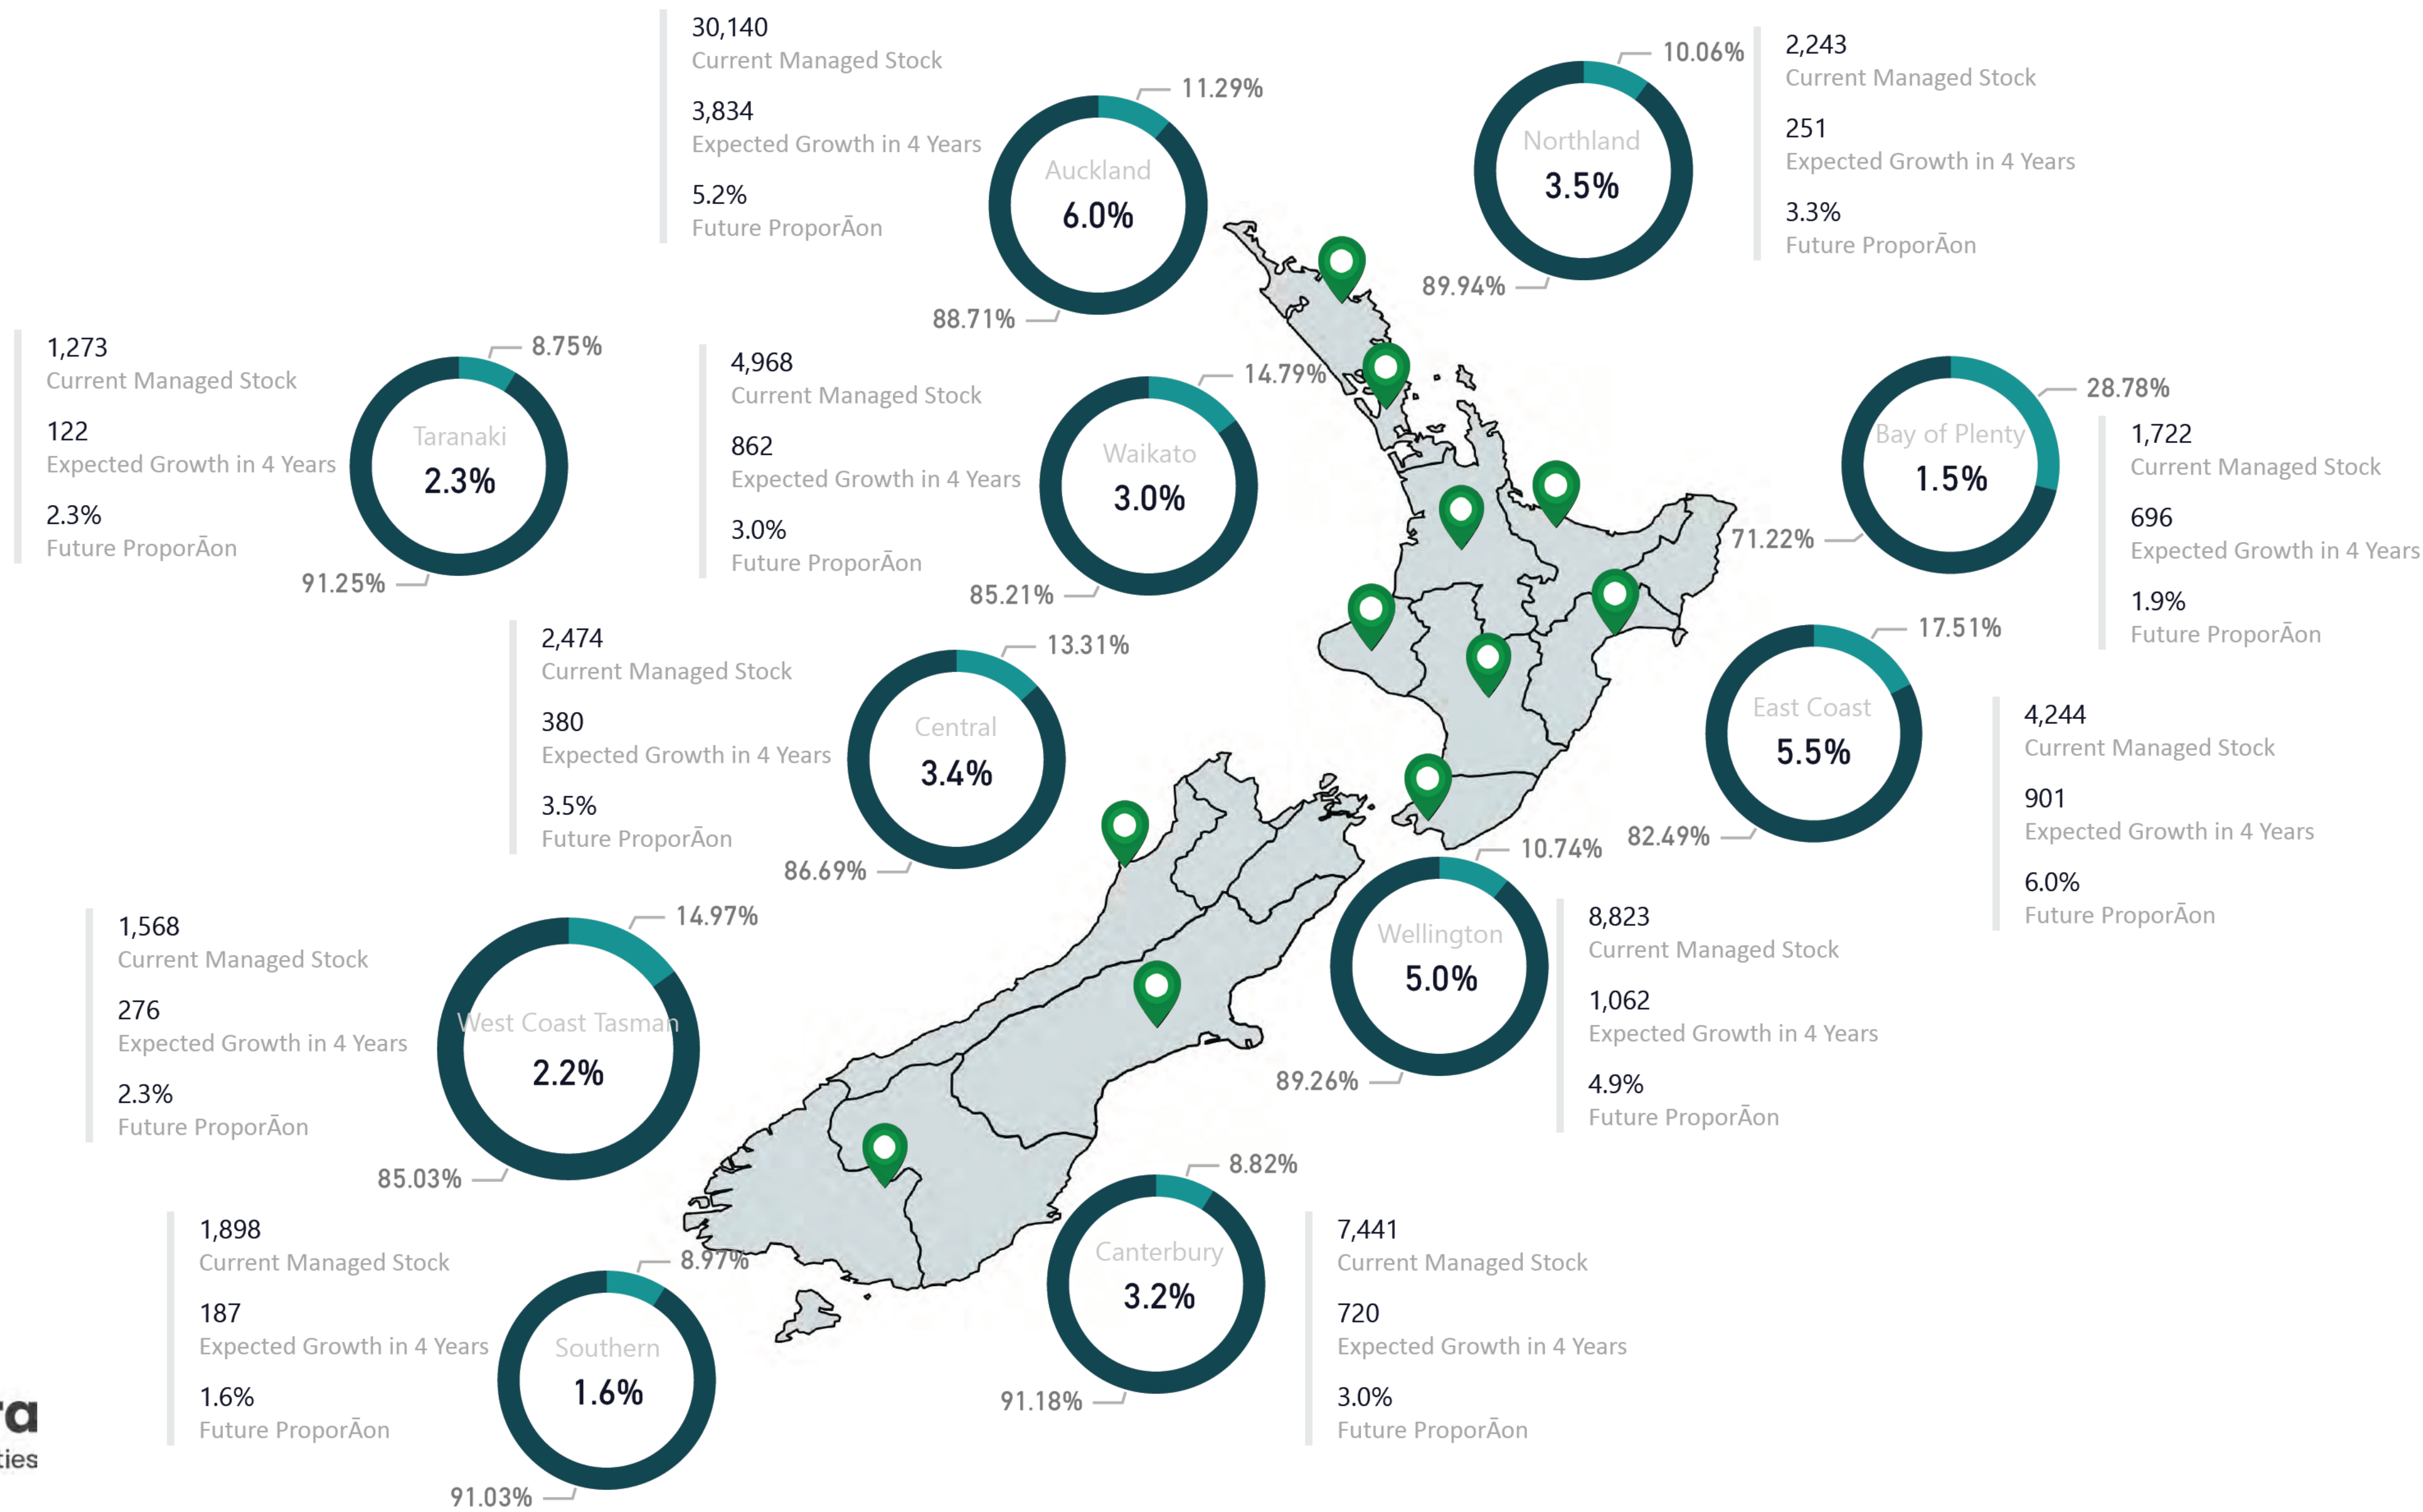 30,140
Current Managed Stock
3,834
Expected Growth in 4 Years
5.2%
Future ProporÃon
11.29%
Auckland
6.0%
88.71%
10.06%
Northland
3.5%
89.94%
2,243
Current Managed Stock
251
Expected Growth in 4 Years
3.3%
Future ProporÃon
1,273
Current Managed Stock
122
Expected Growth in 4 Years
2.3%
Future ProporÃon
8.75%
Taranaki
2.3%
91.25%
4,968
Current Managed Stock
862
Expected Growth in 4 Years
3.0%
Future ProporÃon
14.79%
Waikato
3.0%
85.21%
28.78%
Bay of Plenty
1.5%
71.22%
1,722
Current Managed Stock
696
Expected Growth in 4 Years
1.9%
Future ProporÃon
2,474
Current Managed Stock
380
Expected Growth in 4 Years
3.5%
Future ProporÃon
13.31%
Central
3.4%
86.69%
17.51%
East Coast
5.5%
82.49%
4,244
Current Managed Stock
901
Expected Growth in 4 Years
6.0%
Future ProporÃon
1,568
Current Managed Stock
276
Expected Growth in 4 Years
2.3%
Future ProporÃon
14.97%
West Coast Tasman
2.2%
85.03%
10.74%
Wellington
5.0%
89.26%
8,823
Current Managed Stock
1,062
Expected Growth in 4 Years
4.9%
Future ProporÃon
1,898
Current Managed Stock
187
Expected Growth in 4 Years
1.6%
Future ProporÃon
8.97%
Southern
1.6%
91.03%
8.82%
Canterbury
3.2%
91.18%
7,441
Current Managed Stock
720
Expected Growth in 4 Years
3.0%
Future ProporÃon